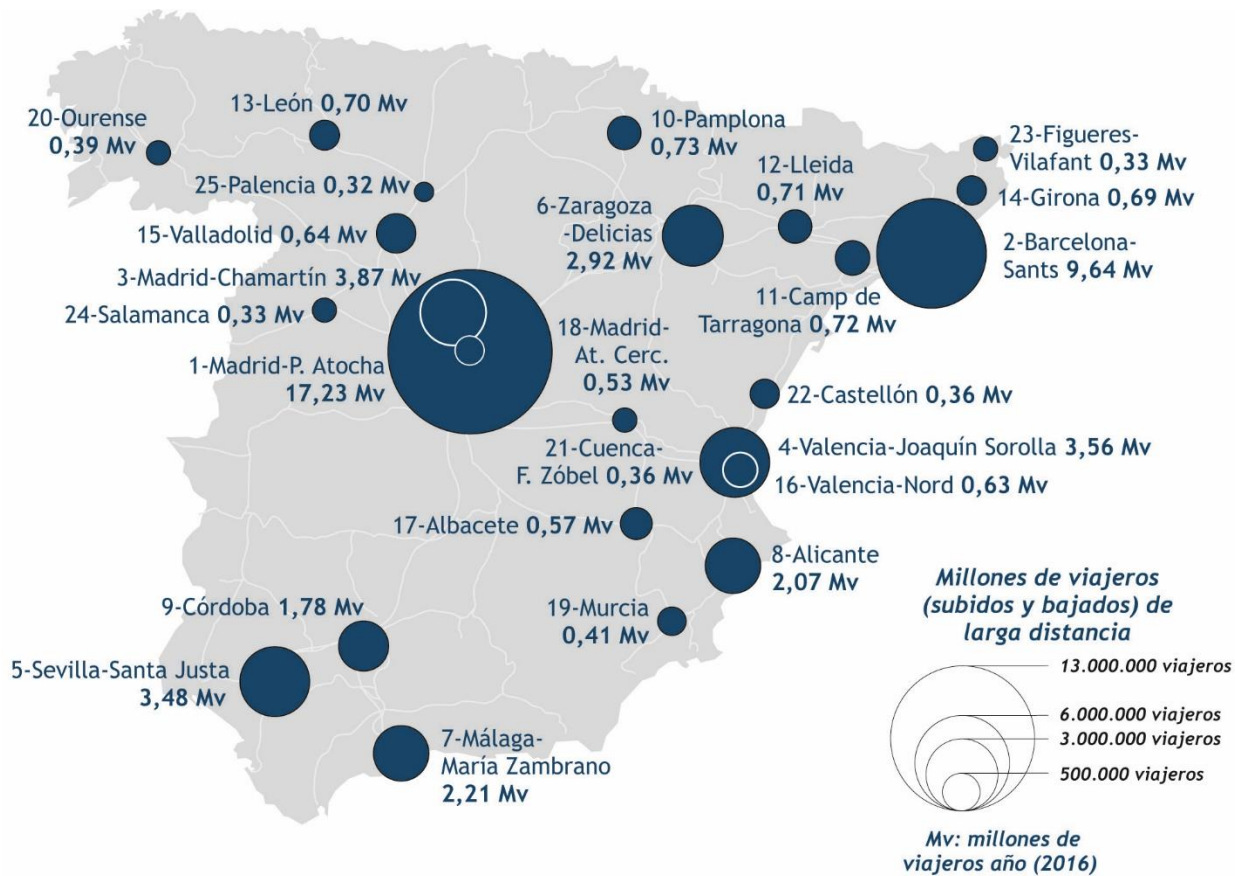 13-León 0,70 Mv
20-Ourense
0,39 Mv
25-Palencia 0,32 Mv
15-Valladolid 0,64 Mv
3-Madrid-Chamartín 3,87 Mv
24-Salamanca 0,33 Mv
1-Madrid-P. Atocha
17,23 Mv
10-Pamplona
0,73 Mv
12-Lleida
0,71 Mv
6-Zaragoza
-Delicias
2,92 Mv
23-Figueres-
Vilafant 0,33 Mv
14-Girona 0,69 Mv
2-Barcelona-
Sants 9,64 Mv
11-Camp de
Tarragona 0,72 Mv
18-Madrid-
At. Cerc.
0,53 Mv
22-Castellón 0,36 Mv
21-Cuenca-
F. Zóbel 0,36 Mv
4-Valencia-Joaquín Sorolla 3,56 Mv
16-Valencia-Nord 0,63 Mv
17-Albacete 0,57 Mv
8-Alicante
2,07 Mv
19-Murcia
0,41 Mv
9-Córdoba 1,78 Mv
5-Sevilla-Santa Justa
3,48 Mv
7-Málaga-
María Zambrano
2,21 Mv
Millones de viajeros
(subidos y bajados) de
larga distancia
13.000.000 viajeros
6.000.000 viajeros
3.000.000 viajeros
500.000 viajeros
Mv: millones de
viajeros año (2016)